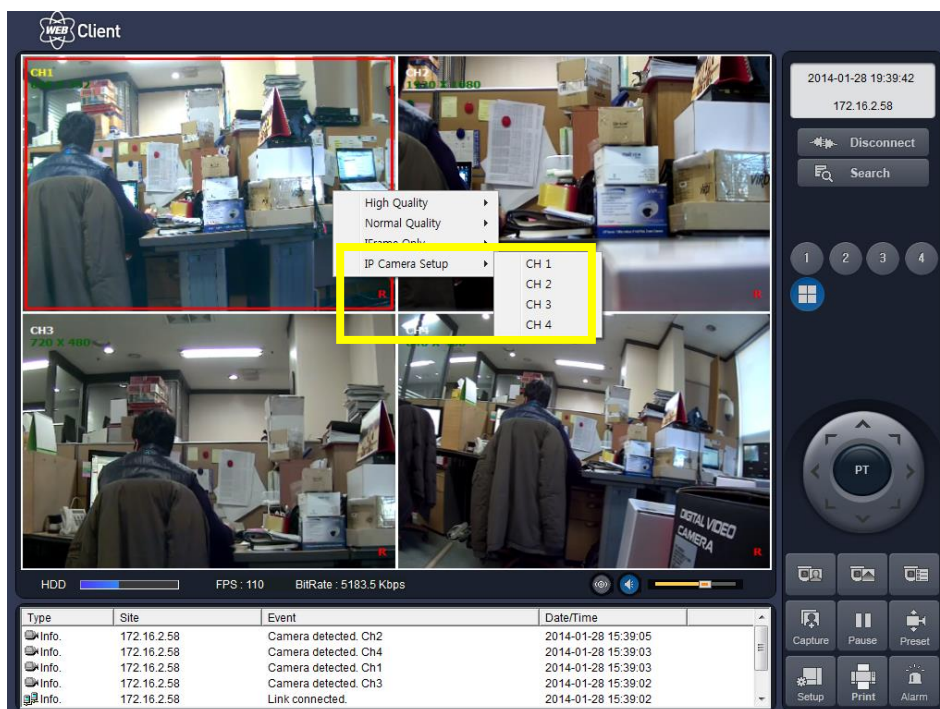 WEB Client
CH1
CH2
1920 X 1080
2014-01-28 19:39:42
172.16.2.58
Disconnect
Search
High Quality
Normal Quality
IFrame Only
IP Camera Setup
CH 1
CH 2
CH 3
CH 4
1 2 3 4
R
R
CH3
720 X 480
CH4
PT
DIGITAL VIDEO
CAMERA
R
R
HDD
FPS : 110
BitRate : 5183.5 Kbps
Type Site Event Date/Time
Info. 172.16.2.58 Camera detected. Ch2 2014-01-28 15:39:05
Info. 172.16.2.58 Camera detected. Ch4 2014-01-28 15:39:03
Info. 172.16.2.58 Camera detected. Ch1 2014-01-28 15:39:03
Info. 172.16.2.58 Camera detected. Ch3 2014-01-28 15:39:02
Info. 172.16.2.58 Link connected. 2014-01-28 15:39:02
Capture Pause Preset
Setup Print Alarm